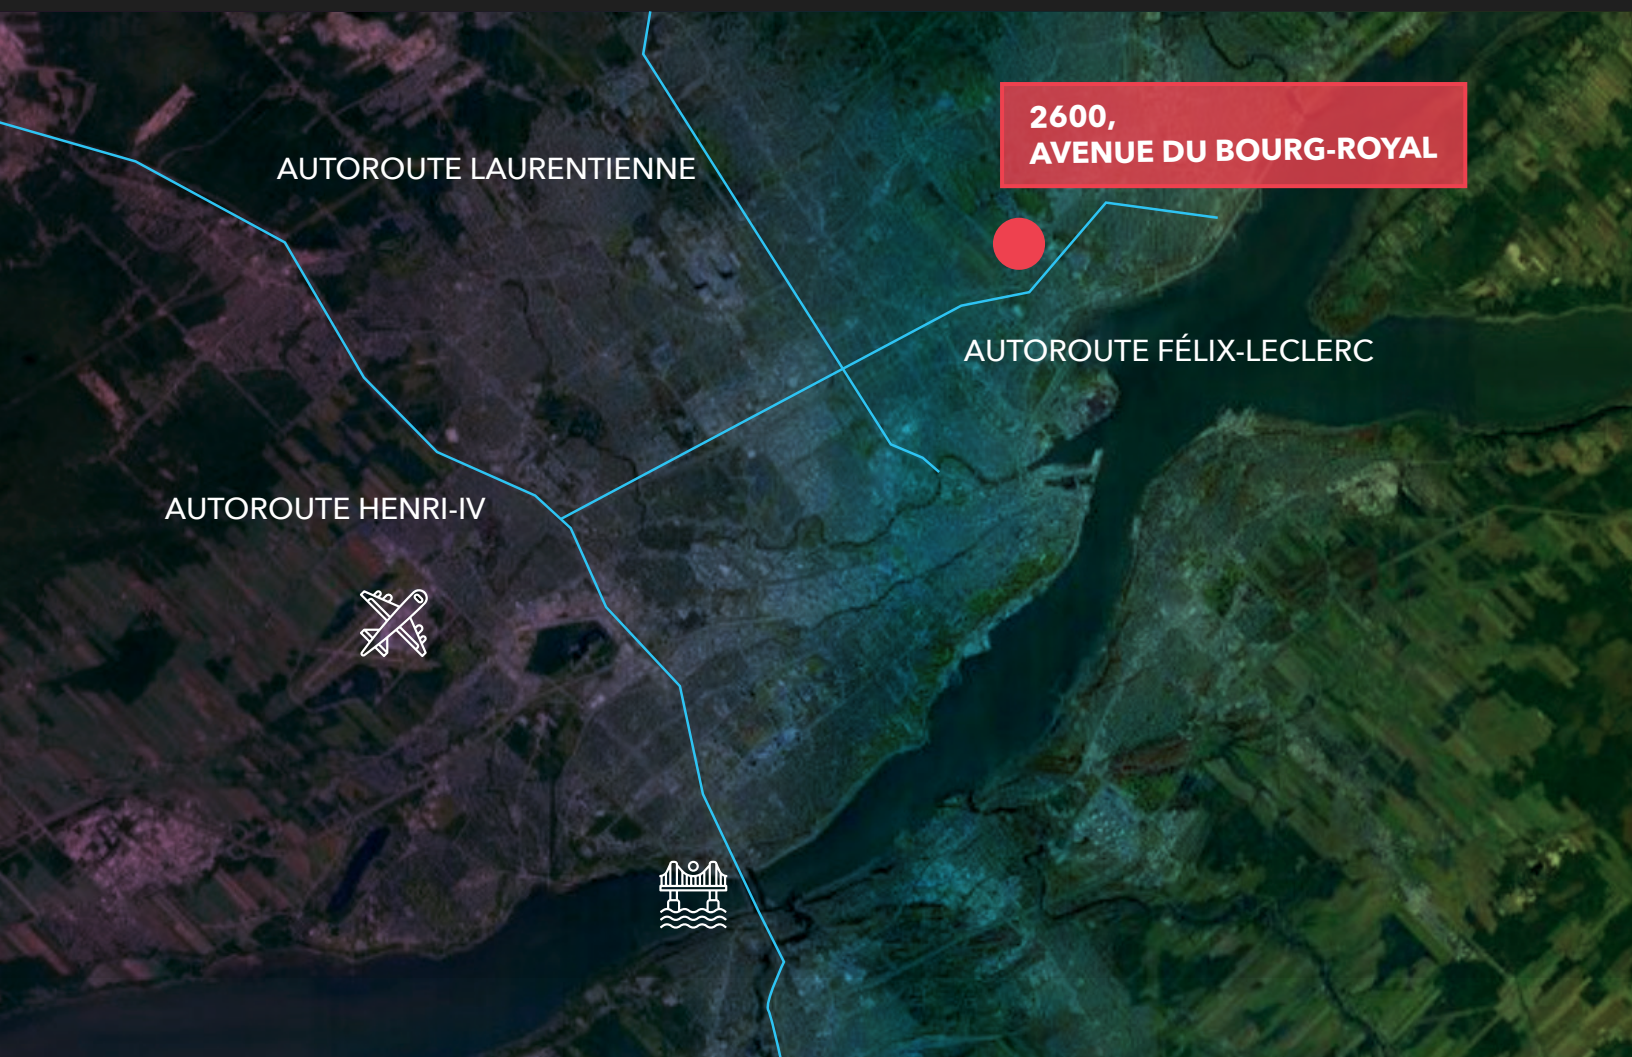 2600,
AVENUE DU BOURG-ROYAL
AUTOROUTE LAURENTIENNE
AUTOROUTE FÉLIX-LECLERC
AUTOROUTE HENRI-IV